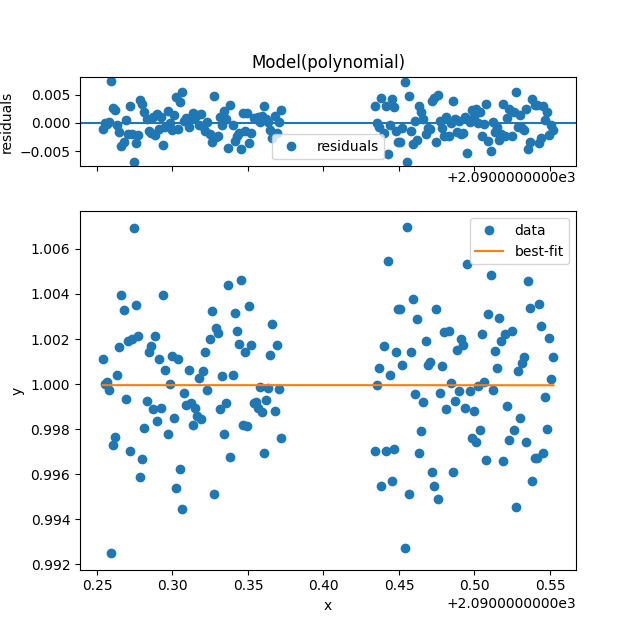 Model(polynomial)
residuals
0.005
0.000
−0.005
residuals
+2.0900000000e3
y
1.006
1.004
1.002
1.000
0.998
0.996
0.994
0.992
data
best-fit
0.25 0.30 0.35 0.40 0.45 0.50 0.55
x
+2.0900000000e3